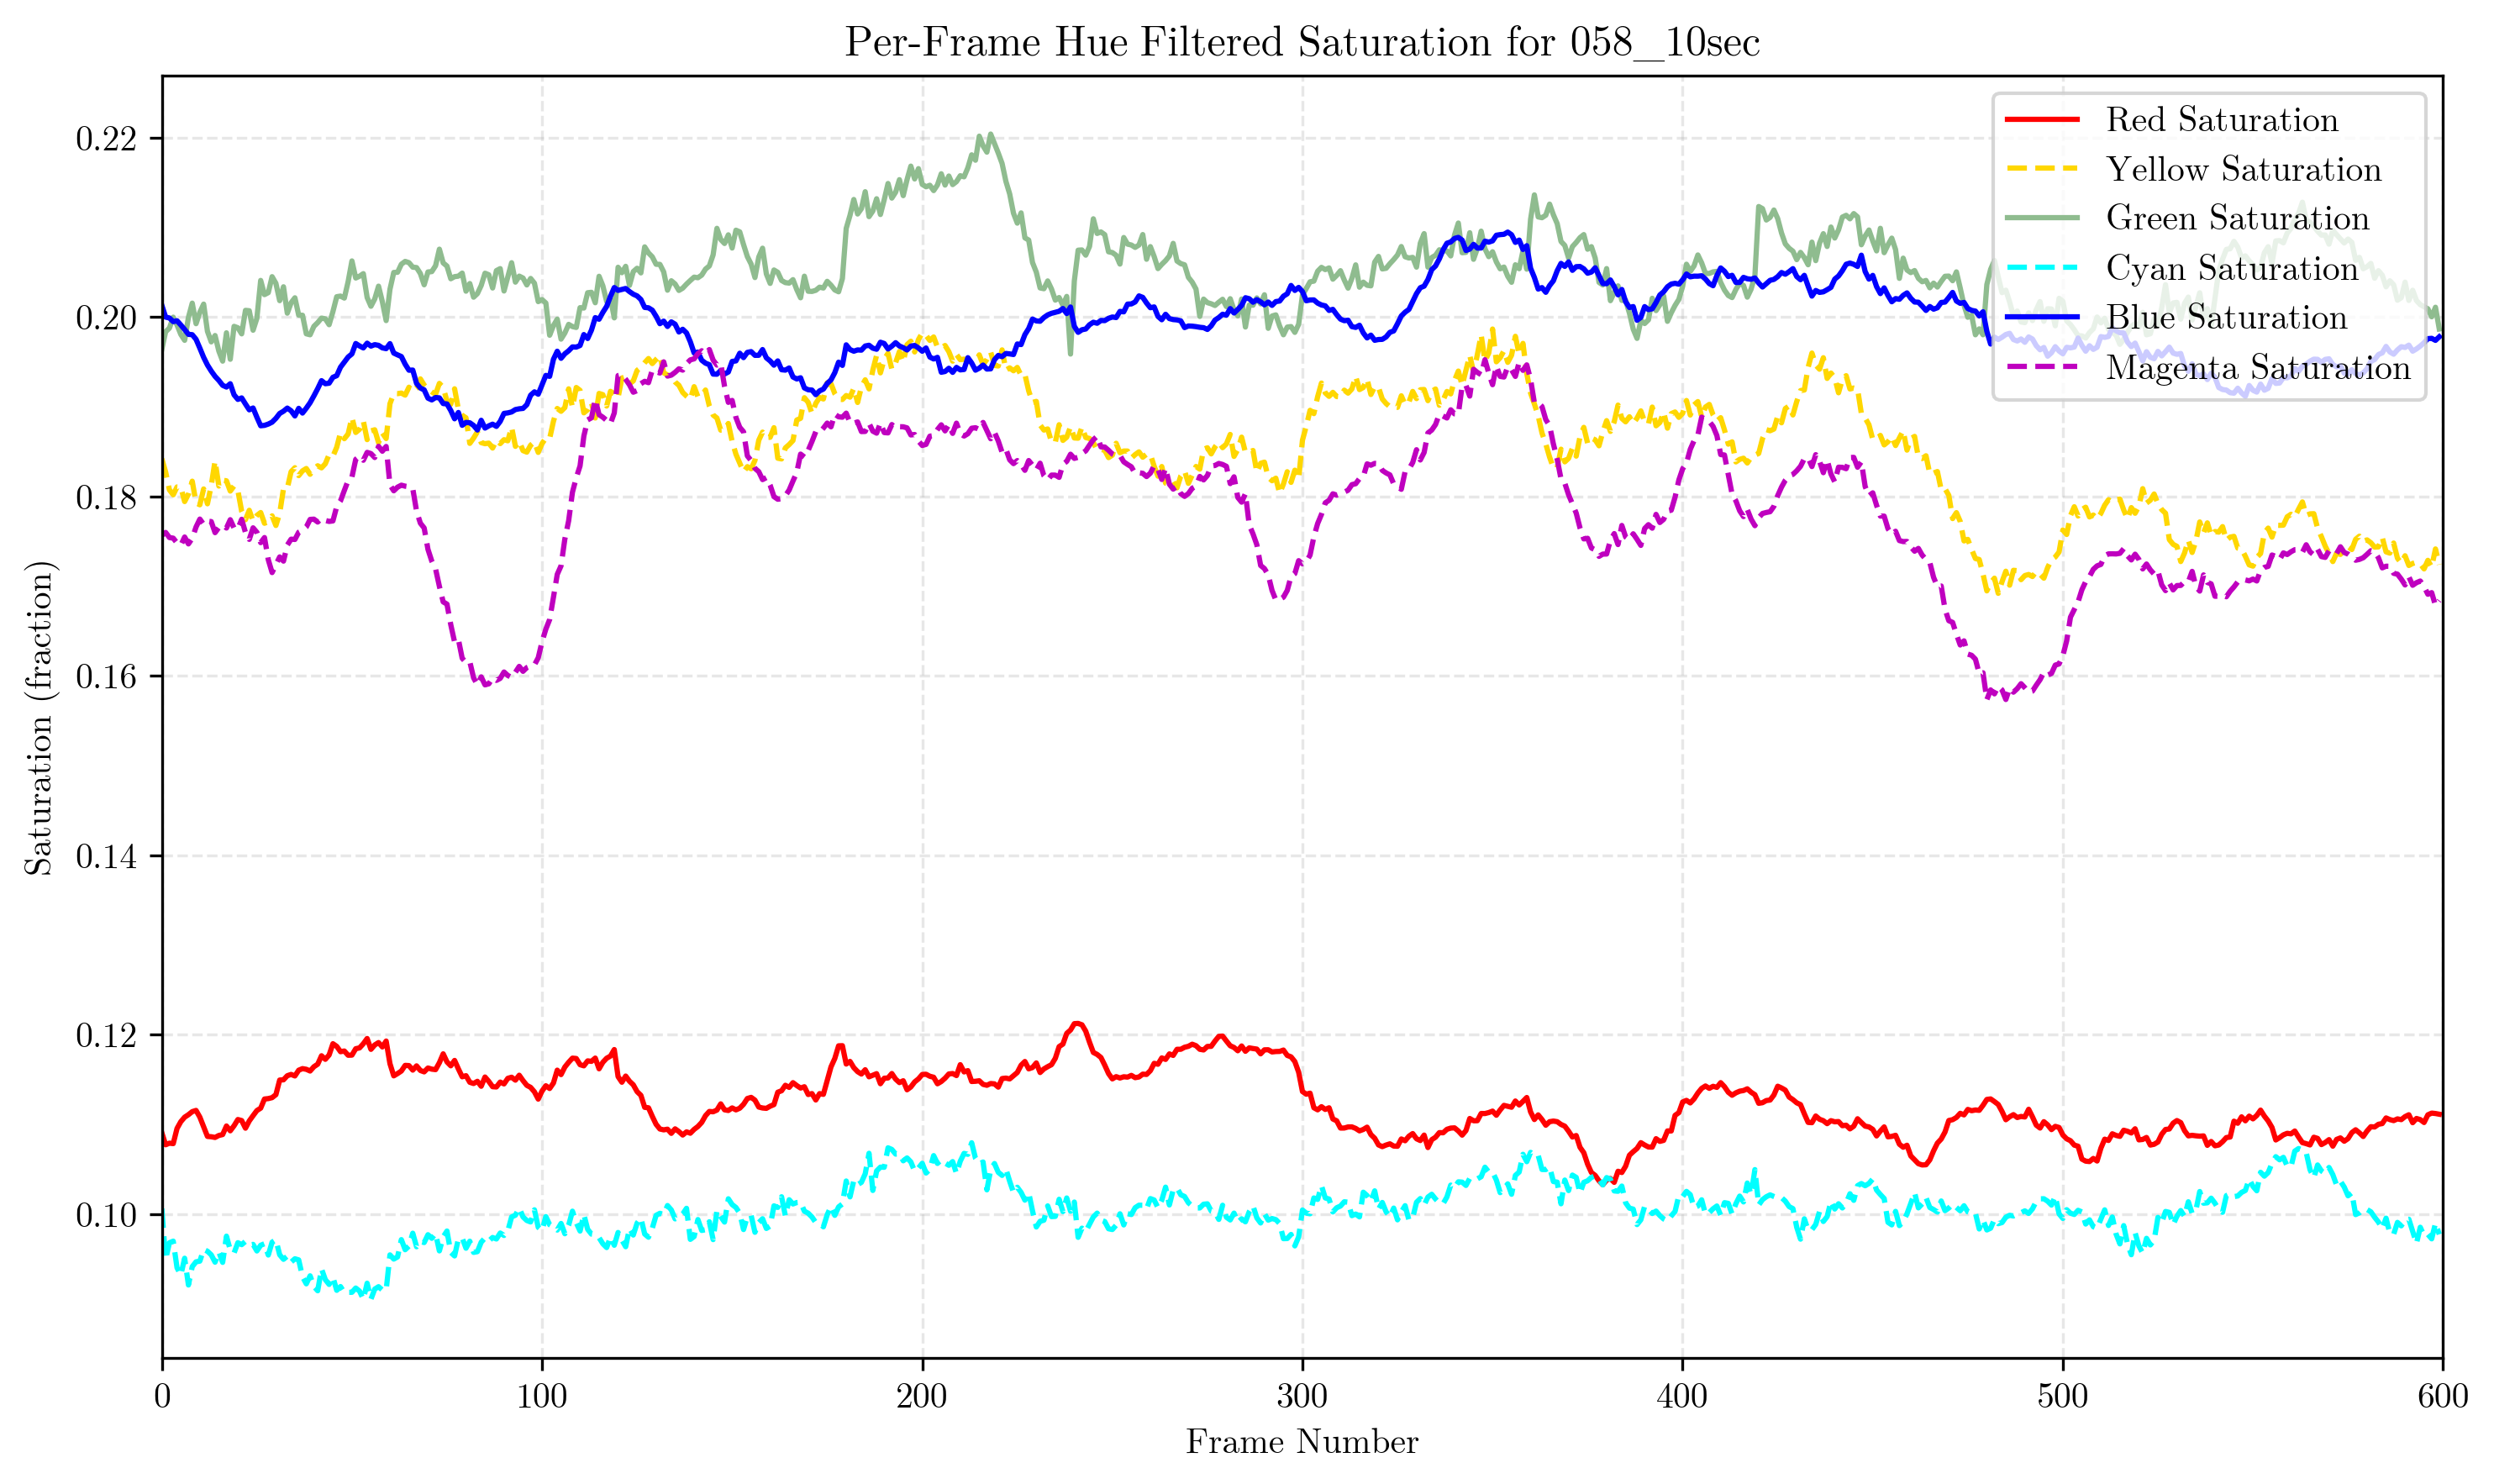 Per-Frame Hue Filtered Saturation for 058_10sec
Saturation (fraction)
0.22
0.20
0.18
0.16
0.14
0.12
0.10
Red Saturation
Yellow Saturation
Green Saturation
Cyan Saturation
Blue Saturation
Magenta Saturation
0
100
200
300
400
500
600
Frame Number